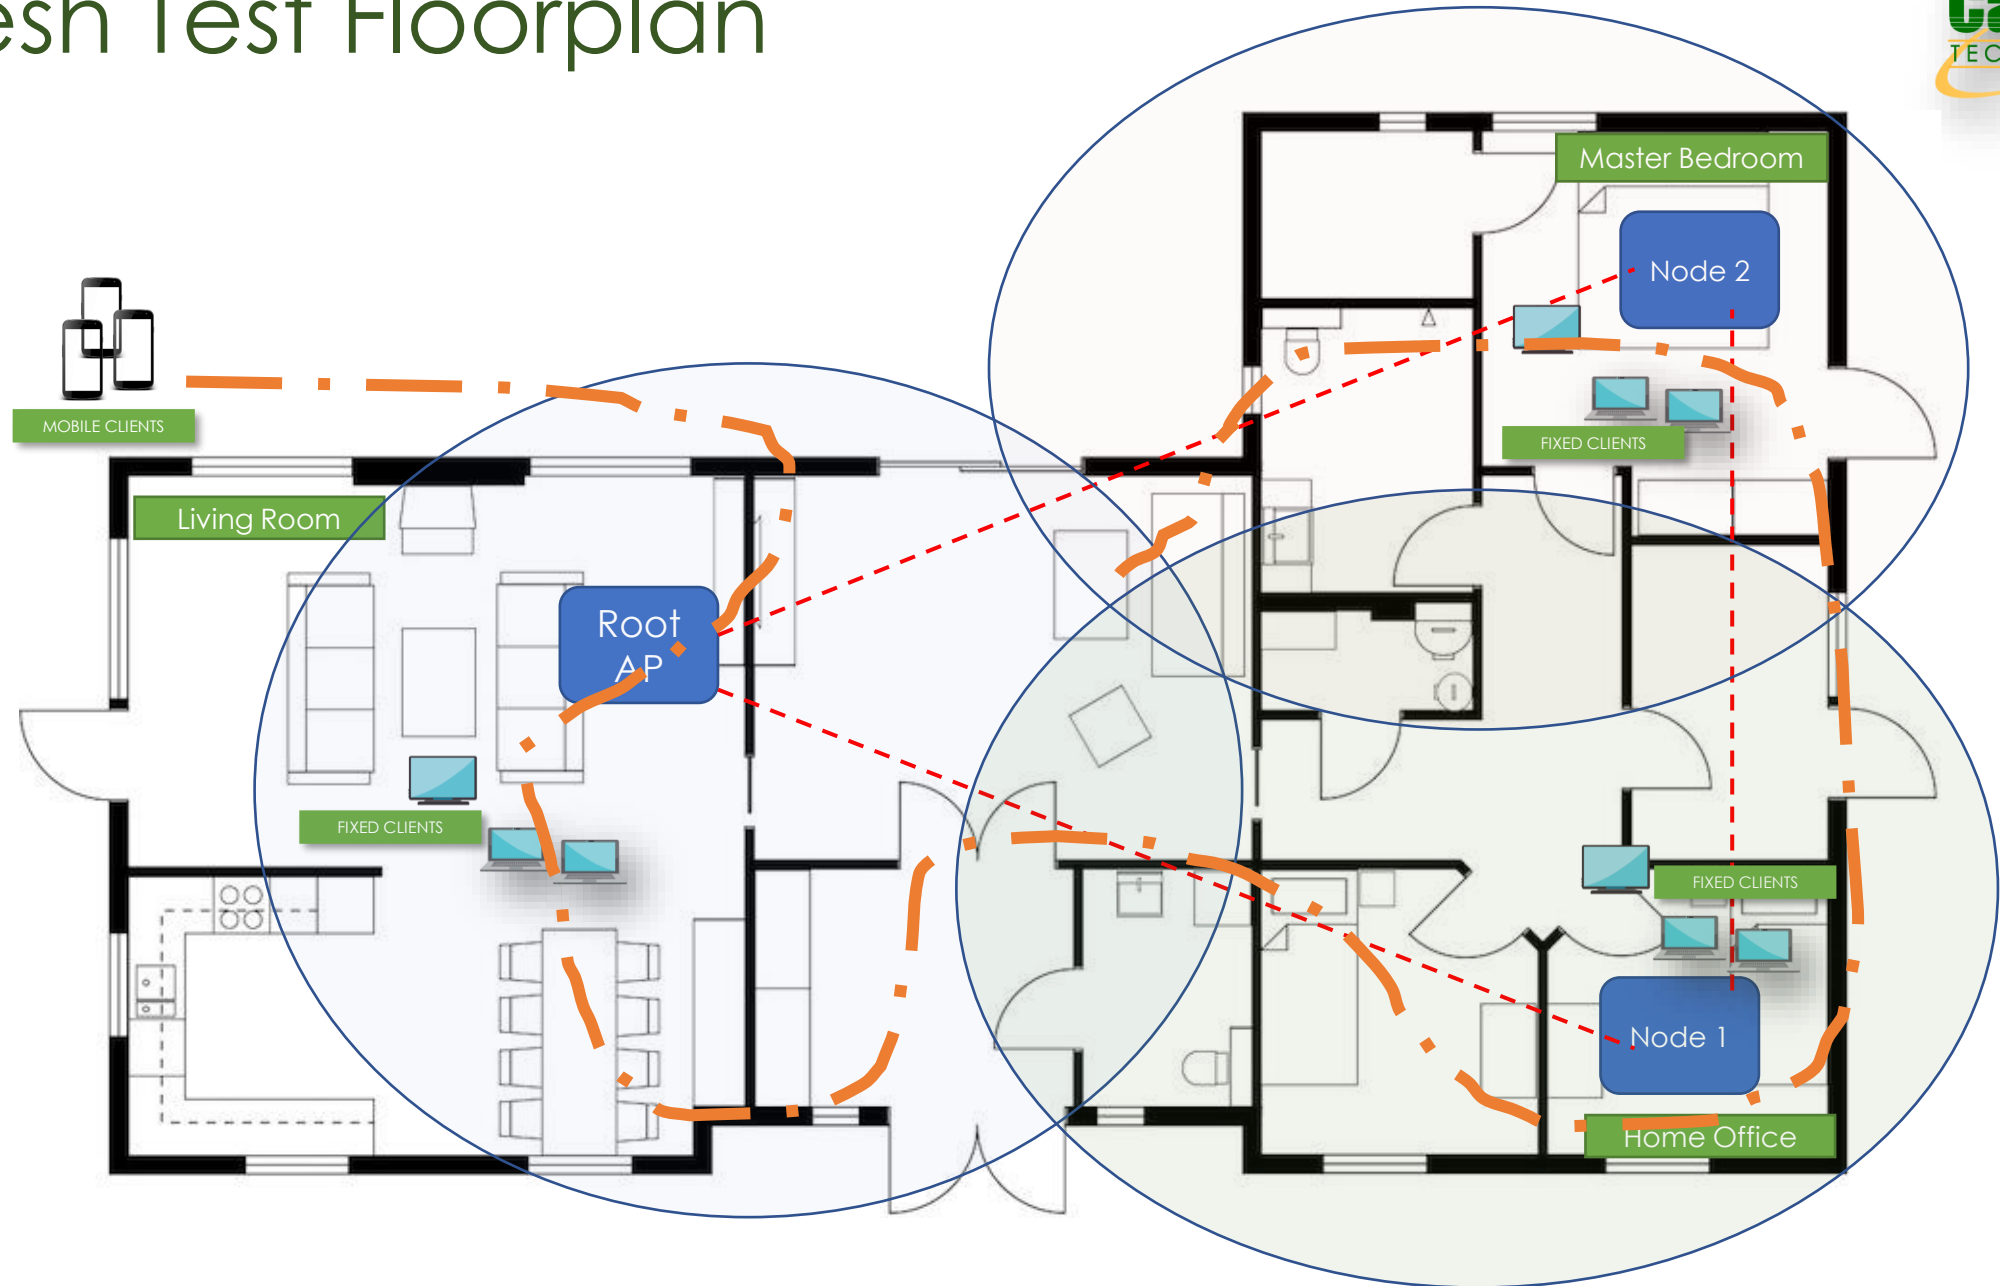 Test Floorplan
TEC
Master Bedroom
Node 2
MOBILE CLIENTS
FIXED CLIENTS
Living Room
Root
AP
FIXED CLIENTS
FIXED CLIENTS
Node 1
Home Office